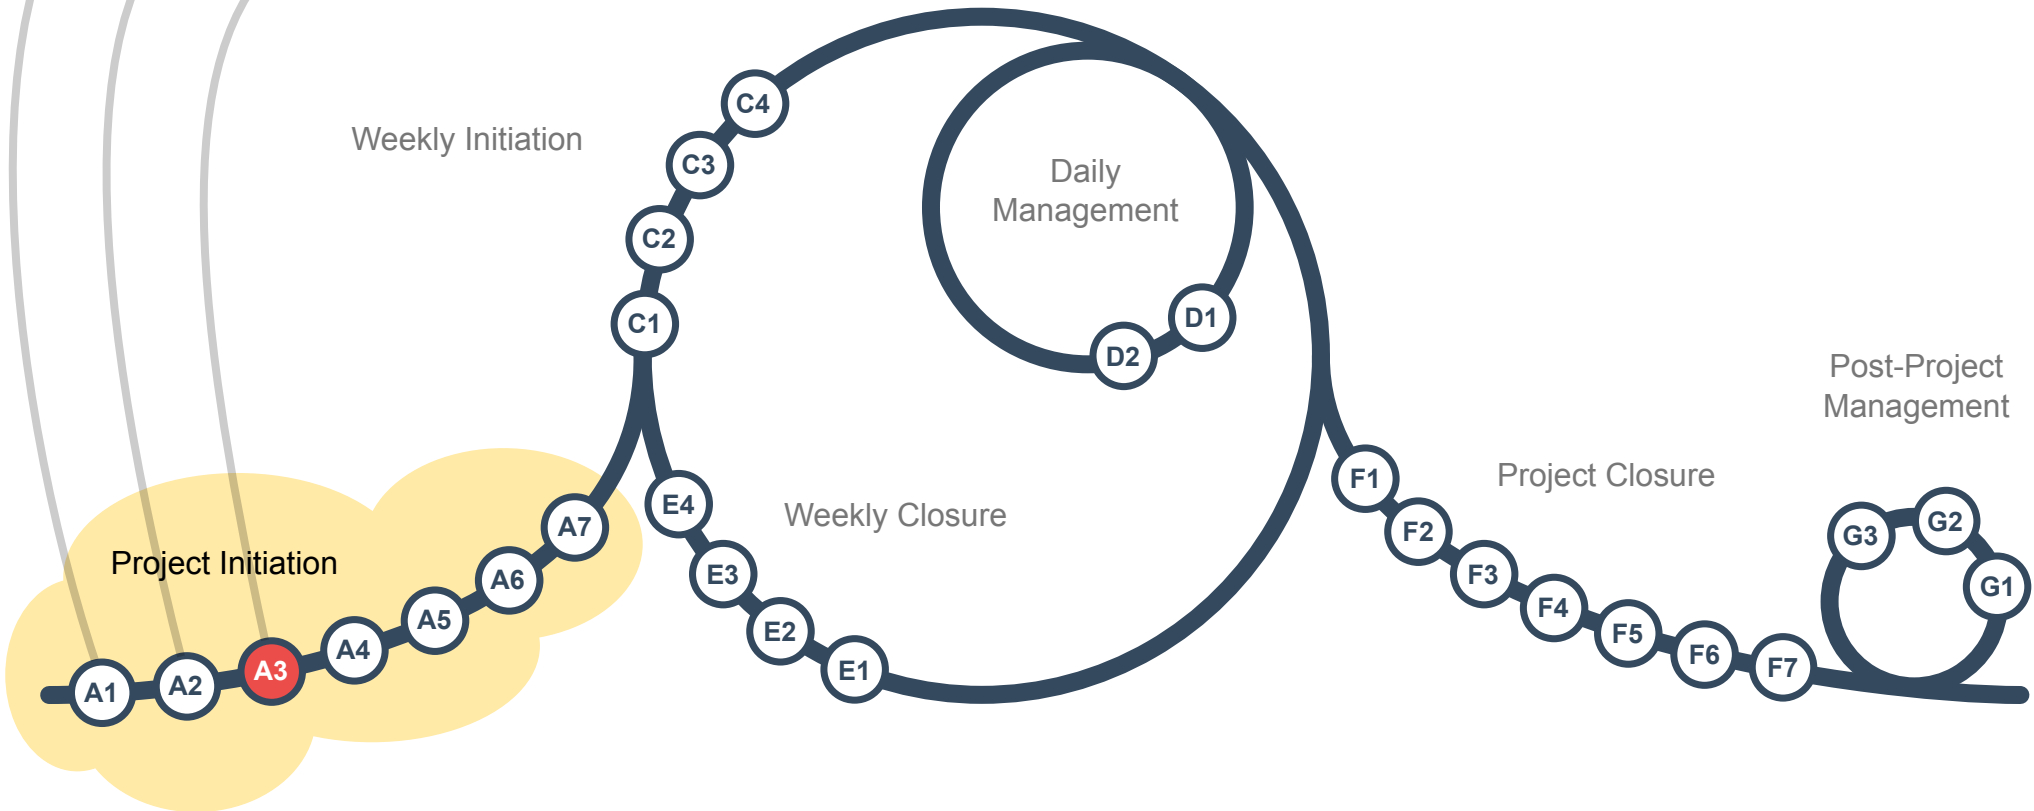 Weekly Initiation
C4
C3
C2
C1
Daily
Management
D1
D2
Project Initiation
A1
A2
A3
A4
A5
A6
A7
Weekly Closure
E4
E3
E2
E1
Project Closure
F1
F2
F3
F4
F5
F6
F7
Post-Project
Management
G3
G2
G1